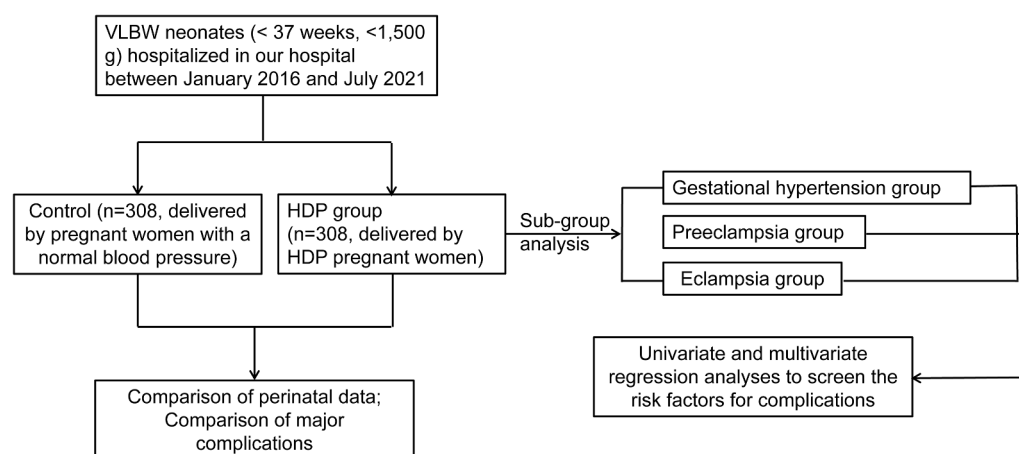 VLBW neonates (< 37 weeks, <1,500
g) hospitalized in our hospital
between January 2016 and July 2021
Control (n=308, delivered
by pregnant women with a
normal blood pressure)
HDP group
(n=308, delivered by
HDP pregnant women)
Sub-group
analysis
Gestational hypertension group
Preeclampsia group
Eclampsia group
Comparison of perinatal data;
Comparison of major
complications
Univariate and multivariate
regression analyses to screen the
risk factors for complications